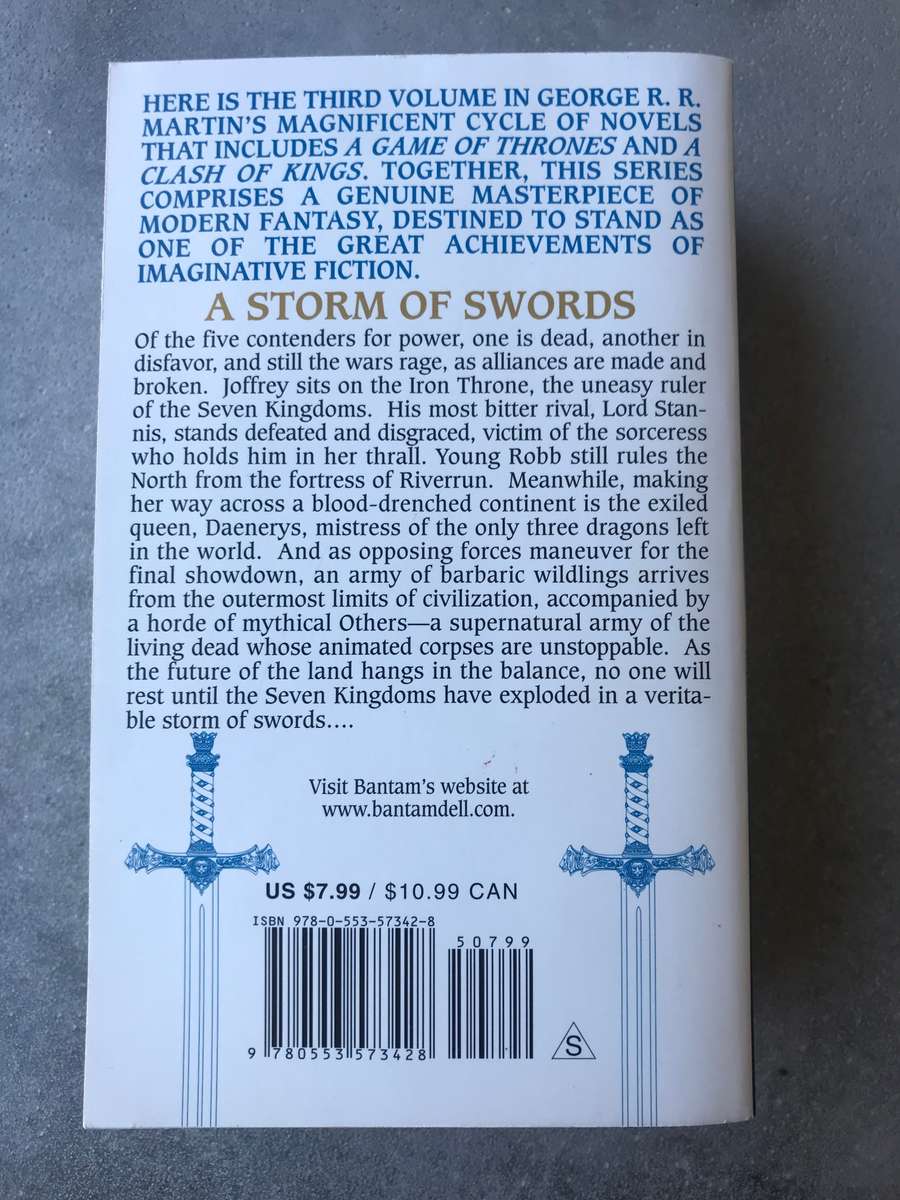 HERE IS THE THIRD VOLUME IN GEORGE R. R.
MARTIN'S MAGNIFICENT CYCLE OF NOVELS
THAT INCLUDES A GAME OF THRONES AND A
CLASH OF KINGS. TOGETHER, THIS SERIES
COMPRISES A GENUINE MASTERPIECE OF
MODERN FANTASY, DESTINED TO STAND AS
ONE OF THE GREAT ACHIEVEMENTS OF
IMAGINATIVE FICTION.
A STORM OF SWORDS
Of the five contenders for power, one is dead, another in
disfavor, and still the wars rage, as alliances are made and
broken. Joffrey sits on the Iron Throne, the uneasy ruler
of the Seven Kingdoms. His most bitter rival, Lord Stan-
nis, stands defeated and disgraced, victim of the sorceress
who holds him in her thrall. Young Robb still rules the
North from the fortress of Riverrun. Meanwhile, making
her way across a blood-drenched continent is the exiled
queen, Daenerys, mistress of the only three dragons left
in the world. And as opposing forces maneuver for the
final showdown, an army of barbaric wildlings arrives
from the outermost limits of civilization, accompanied by
a horde of mythical Others—a supernatural army of the
living dead whose animated corpses are unstoppable. As
the future of the land hangs in the balance, no one will
rest until the Seven Kingdoms have exploded in a verita-
ble storm of swords....
Visit Bantam's website at
www.bantamdell.com.
US $7.99 / $10.99 CAN
ISBN 978-0-553-57342-8
50799
9 780553 573428
S